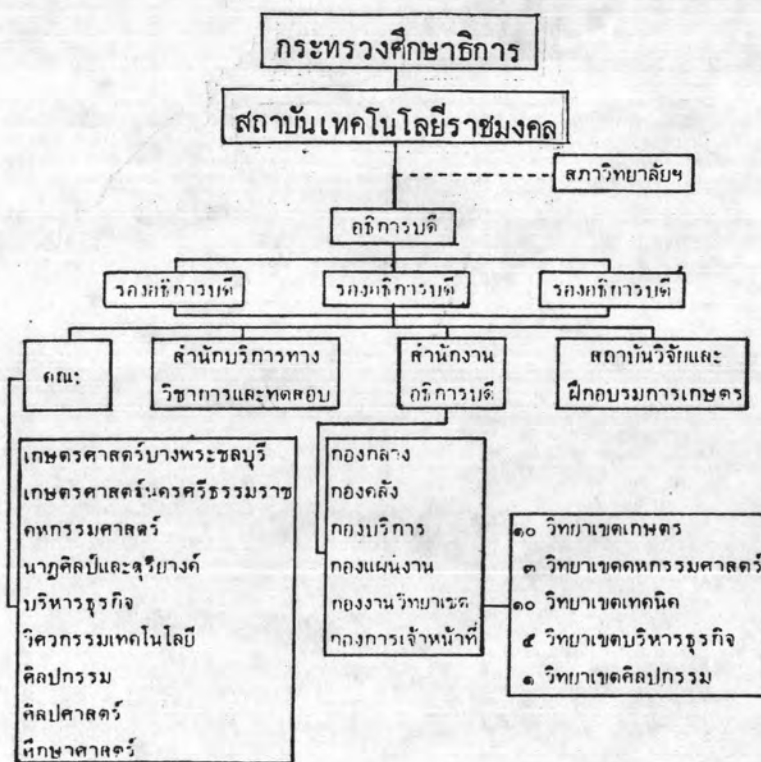 กระทรวงศึกษาธิการ
สถาบันเทคโนโลยีราชมงคล
สภาวิทยาลัยฯ
อธิการบดี
รองอธิการบดี
รองอธิการบดี
รองอธิการบดี
คณะ
สำนักบริการทาง
วิชาการและทดสอบ
สำนักงาน
อธิการบดี
สถาบันวิจัยและ
ฝึกอบรมการเกษตร
เกษตรศาสตร์บางพระชลบุรี
เกษตรศาสตร์นครศรีธรรมราช
คหกรรมศาสตร์
นาฏศิลป์และดุริยางค์
บริหารธุรกิจ
วิศวกรรมเทคโนโลยี
ศิลปกรรม
ศิลปศาสตร์
ศึกษาศาสตร์
กองกลาง
กองคลัง
กองบริการ
กองแผนงาน
กองงานวิทยาเขต
กองการเจ้าหน้าที่
๑๐ วิทยาเขตเกษตร
๓ วิทยาเขตคหกรรมศาสตร์
๑๐ วิทยาเขตเทคนิค
๕ วิทยาเขตบริหารธุรกิจ
๑ วิทยาเขตศิลปกรรม